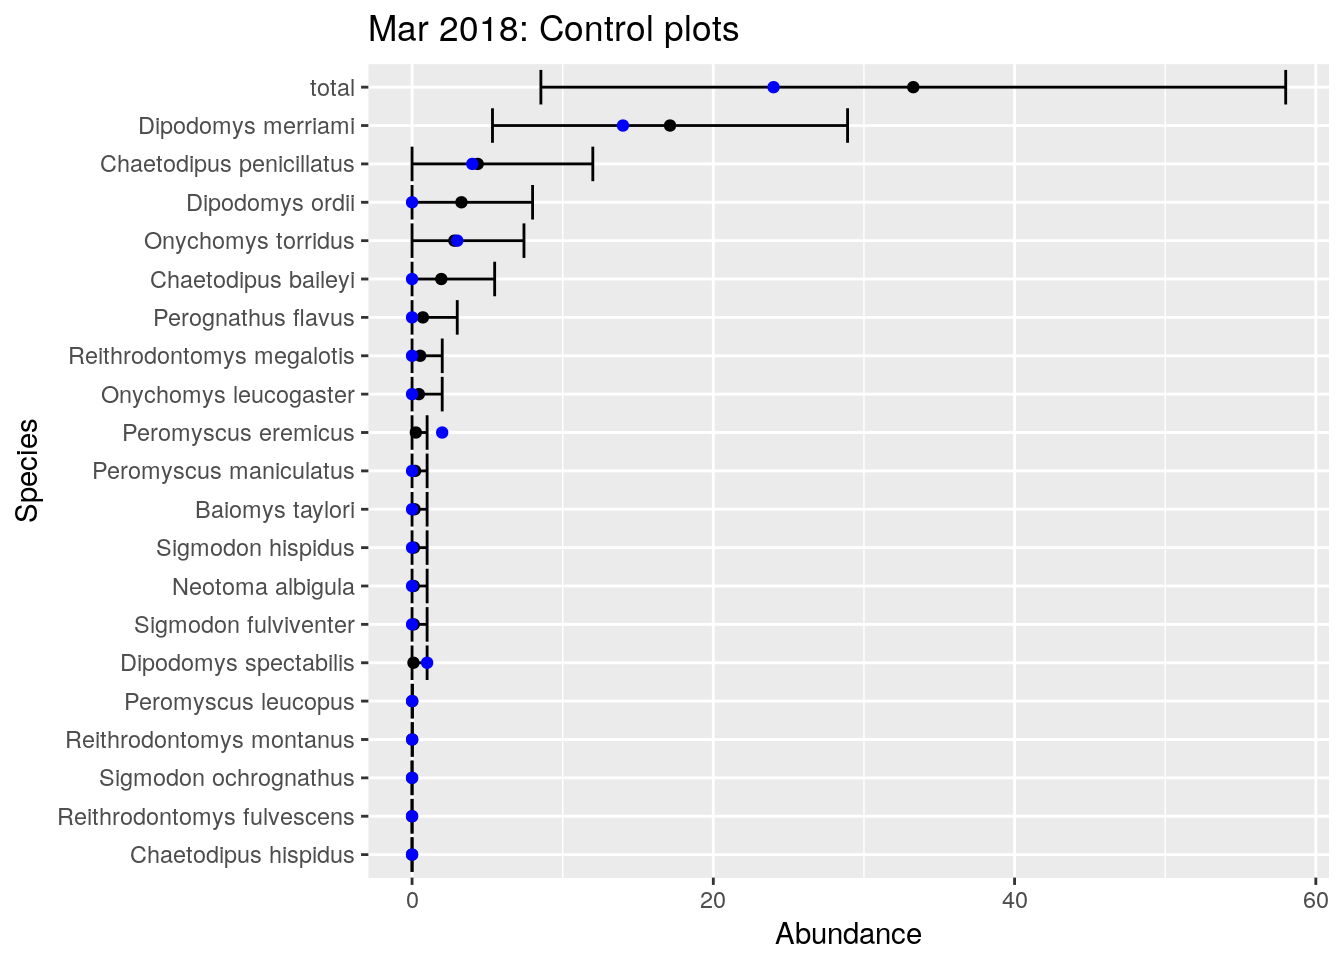 Mar 2018: Control plots
total
Dipodomys merriami
Chaetodipus penicillatus
Dipodomys ordii
Onychomys torridus
Chaetodipus baileyi
Perognathus flavus
Reithrodontomys megalotis
Onychomys leucogaster
Peromyscus eremicus
Peromyscus maniculatus
Baiomys taylori
Sigmodon hispidus
Neotoma albigula
Sigmodon fulviventer
Dipodomys spectabilis
Peromyscus leucopus
Reithrodontomys montanus
Sigmodon ochrognathus
Reithrodontomys fulvescens
Chaetodipus hispidus
Species
0 20 40 60
Abundance